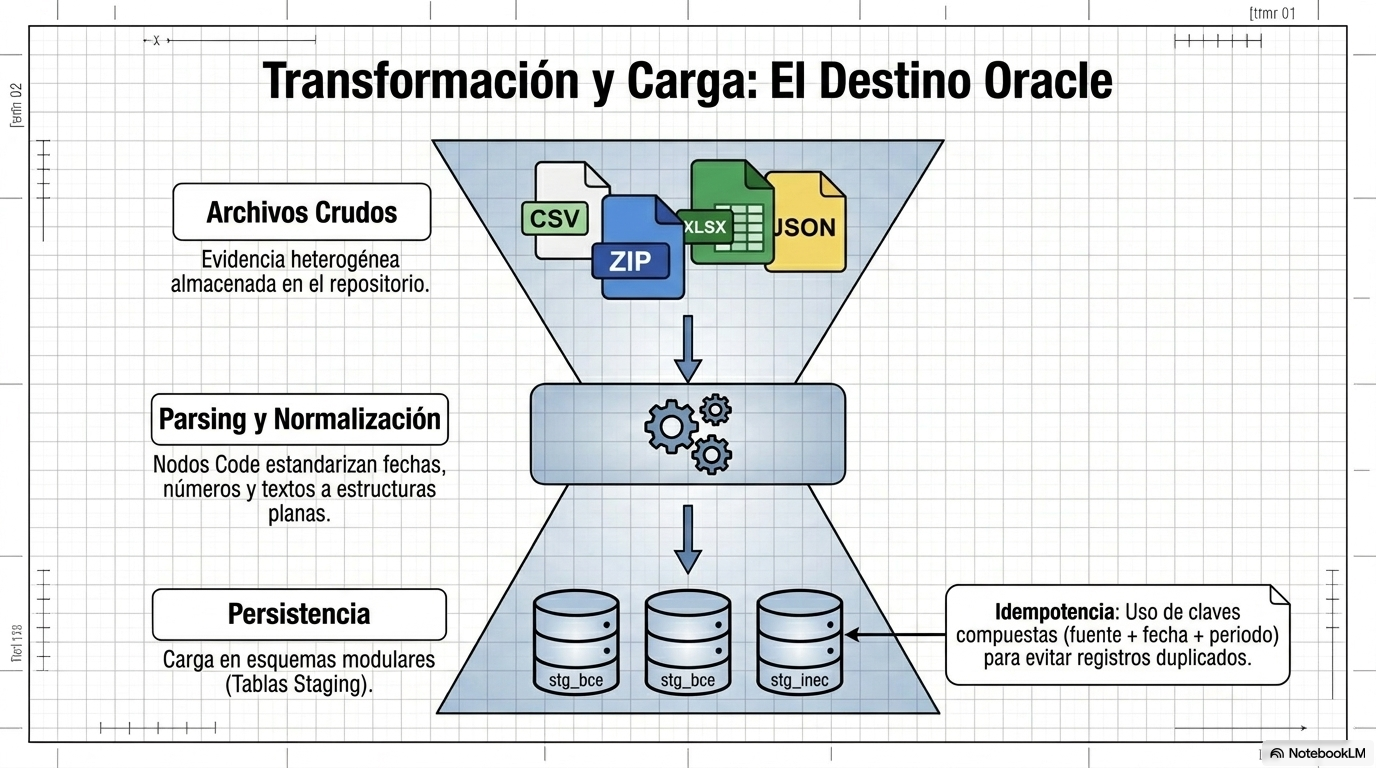 [tfmr 01
X
Transformación y Carga: El Destino Oracle
Archivos Crudos
Evidencia heterogénea
almacenada en el repositorio.
CSV
ZIP
XLSX
JSON
Parsing y Normalización
Nodos Code estandarizan fechas,
números y textos a estructuras
planas.
Persistencia
Carga en esquemas modulares
(Tablas Staging).
stg_bce
stg_bce
stg_inec
Idempotencia: Uso de claves
compuestas (fuente + fecha + periodo)
para evitar registros duplicados.
NotebookLM